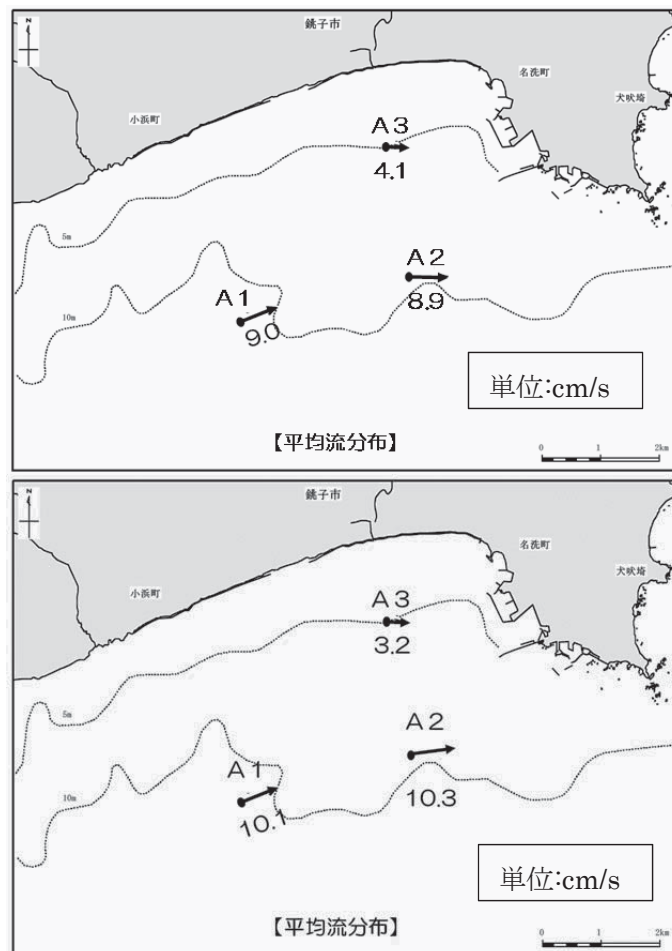 銚子市
N
名洗町
犬吠埼
小浜町
A3
4.1
5m
A2
8.9
A1
9.0
10m
単位:cm/s
【平均流分布】
0 1 2km
銚子市
N
名洗町
犬吠埼
小浜町
A3
3.2
5m
A2
10.3
A1
10.1
10m
単位:cm/s
【平均流分布】
0 1 2km